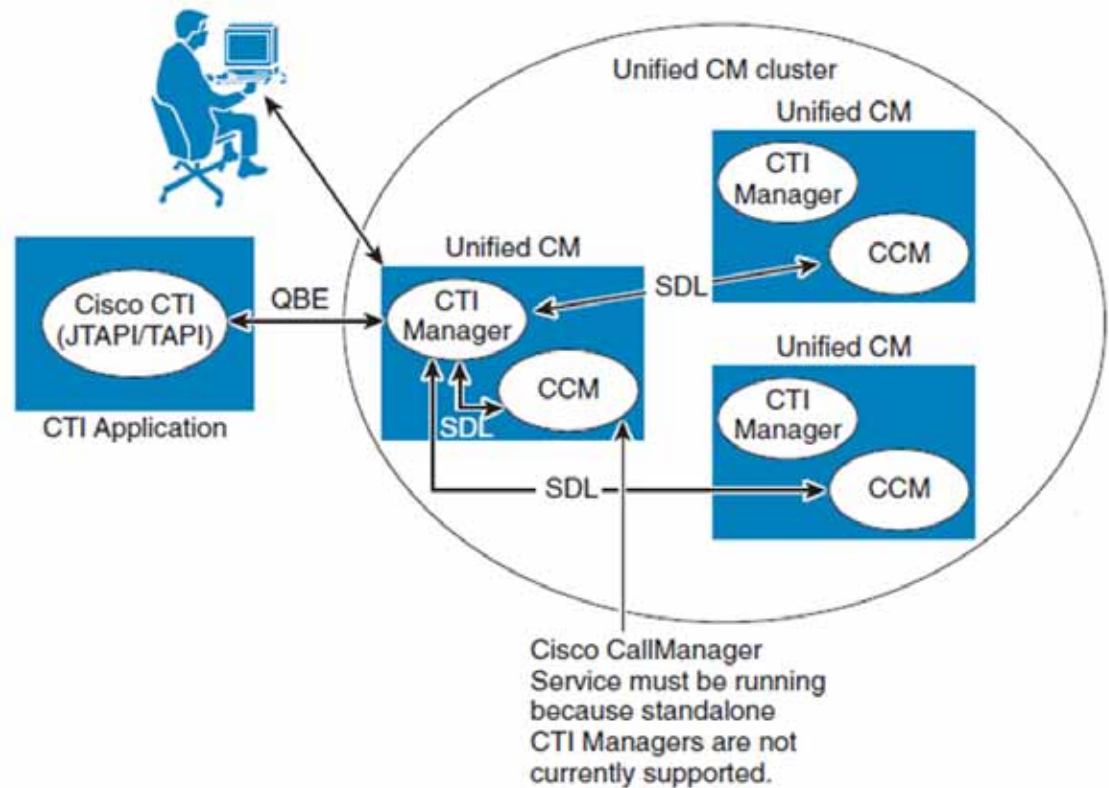 Unified CM cluster
Unified CM
CTI
Manager
CCM
Unified CM
SDL
Cisco CTI
(JTAPI/TAPI)
QBE
CTI
Manager
CCM
SDL
CTI Application
Unified CM
CTI
Manager
SDL
CCM
Cisco CallManager
Service must be running
because standalone
CTI Managers are not
currently supported.